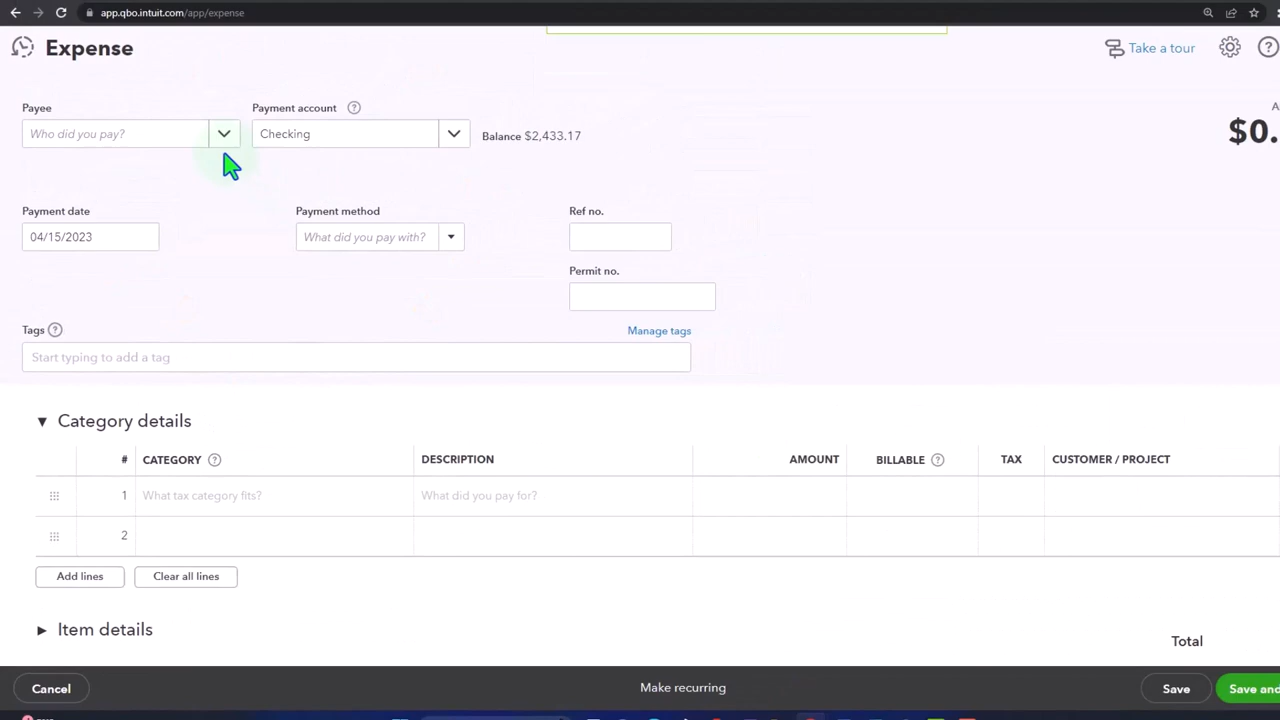 app.qbo.intuit.com/app/expense
Expense
Take a tour
Payee
Payment account
Who did you pay?
Checking
Balance $2,433.17
A
$0.
Payment date
Payment method
Ref no.
04/15/2023
What did you pay with?
Permit no.
Tags
Manage tags
Start typing to add a tag
Category details
# CATEGORY DESCRIPTION AMOUNT BILLABLE TAX CUSTOMER / PROJECT
1 What tax category fits? What did you pay for?
2
Add lines Clear all lines
Item details
Total
Cancel Make recurring Save Save and